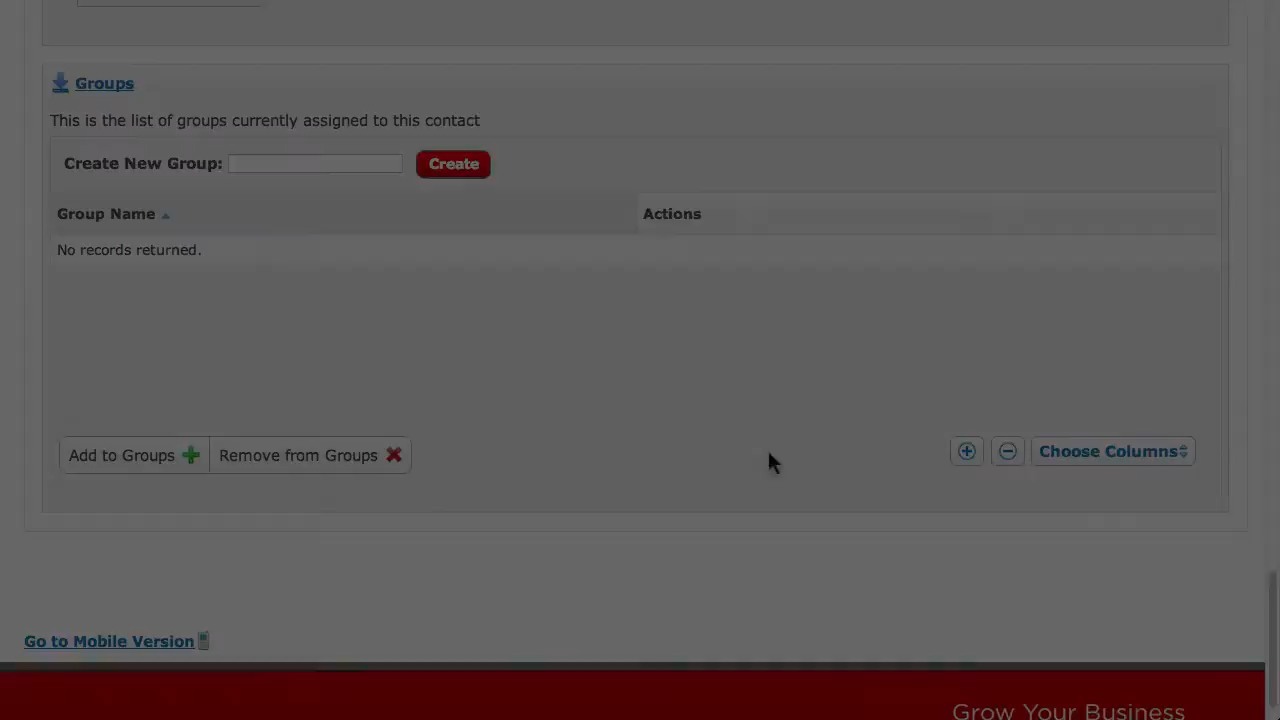 Groups
This is the list of groups currently assigned to this contact
Create New Group: Create
Group Name Actions
No records returned.
Add to Groups Remove from Groups Choose Columns
Go to Mobile Version
Grow Your Business